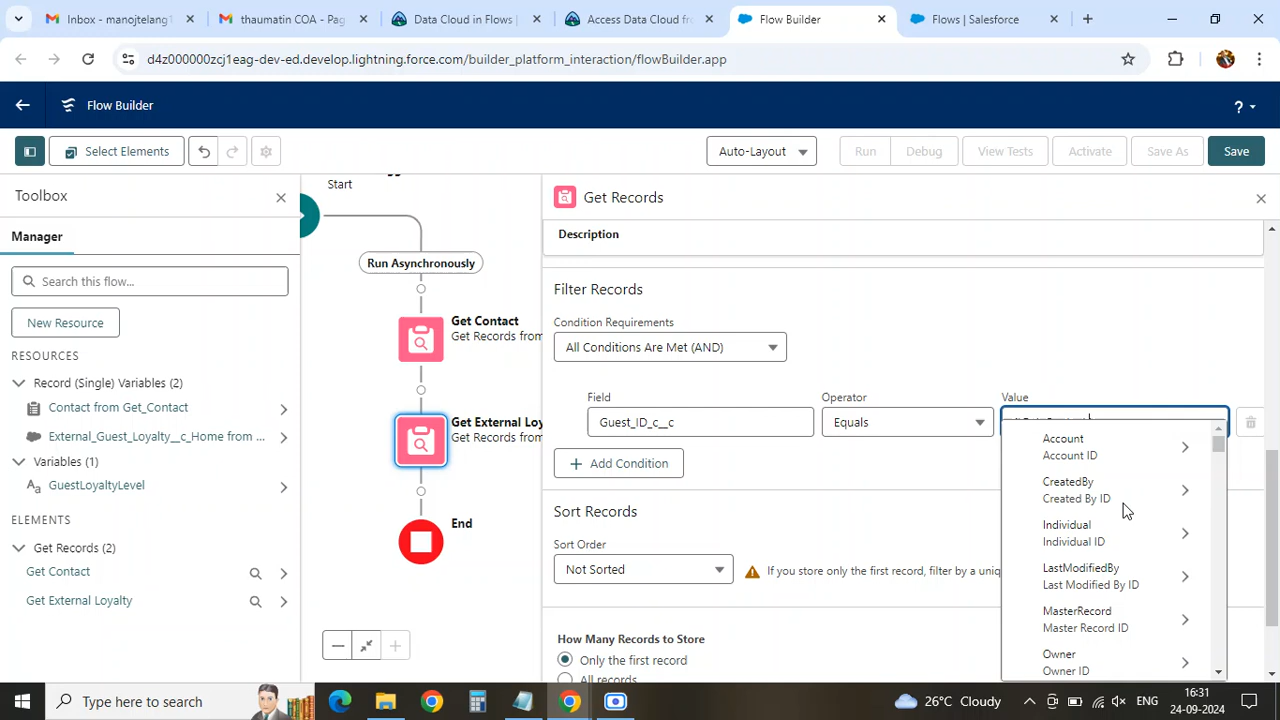 Inbox - manojtelang1
thaumatin COA - Pag
Data Cloud in Flows |
Access Data Cloud fro
Flow Builder
Flows | Salesforce
d4z000000zcj1eag-dev-ed.develop.lightning.force.com/builder_platform_interaction/flowBuilder.app
Flow Builder
?
Select Elements
Auto-Layout
Run
Debug
View Tests
Activate
Save As
Save
Toolbox
Manager
Search this flow...
New Resource
RESOURCES
Record (Single) Variables (2)
Contact from Get_Contact
External_Guest_Loyalty__c_Home from ...
Variables (1)
GuestLoyaltyLevel
ELEMENTS
Get Records (2)
Get Contact
Get External Loyalty
Start
Run Asynchronously
Get Contact
Get Records from
Get External Loy
Get Records from
End
Get Records
Description
Filter Records
Condition Requirements
All Conditions Are Met (AND)
Field
Operator
Value
Guest_ID_c__c
Equals
Add Condition
Account
Account ID
CreatedBy
Created By ID
Individual
Individual ID
LastModifiedBy
Last Modified By ID
MasterRecord
Master Record ID
Owner
Owner ID
Sort Records
Sort Order
Not Sorted
If you store only the first record, filter by a uniq
How Many Records to Store
Only the first record
All records
Type here to search
26°C Cloudy
ENG
16:31
24-09-2024